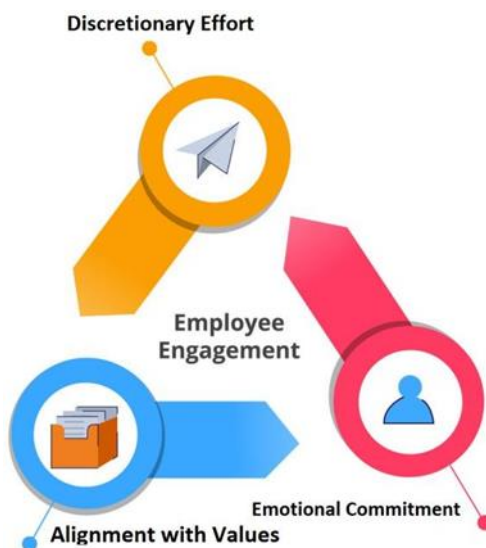 Discretionary Effort
Employee
Engagement
Emotional Commitment
Alignment with Values